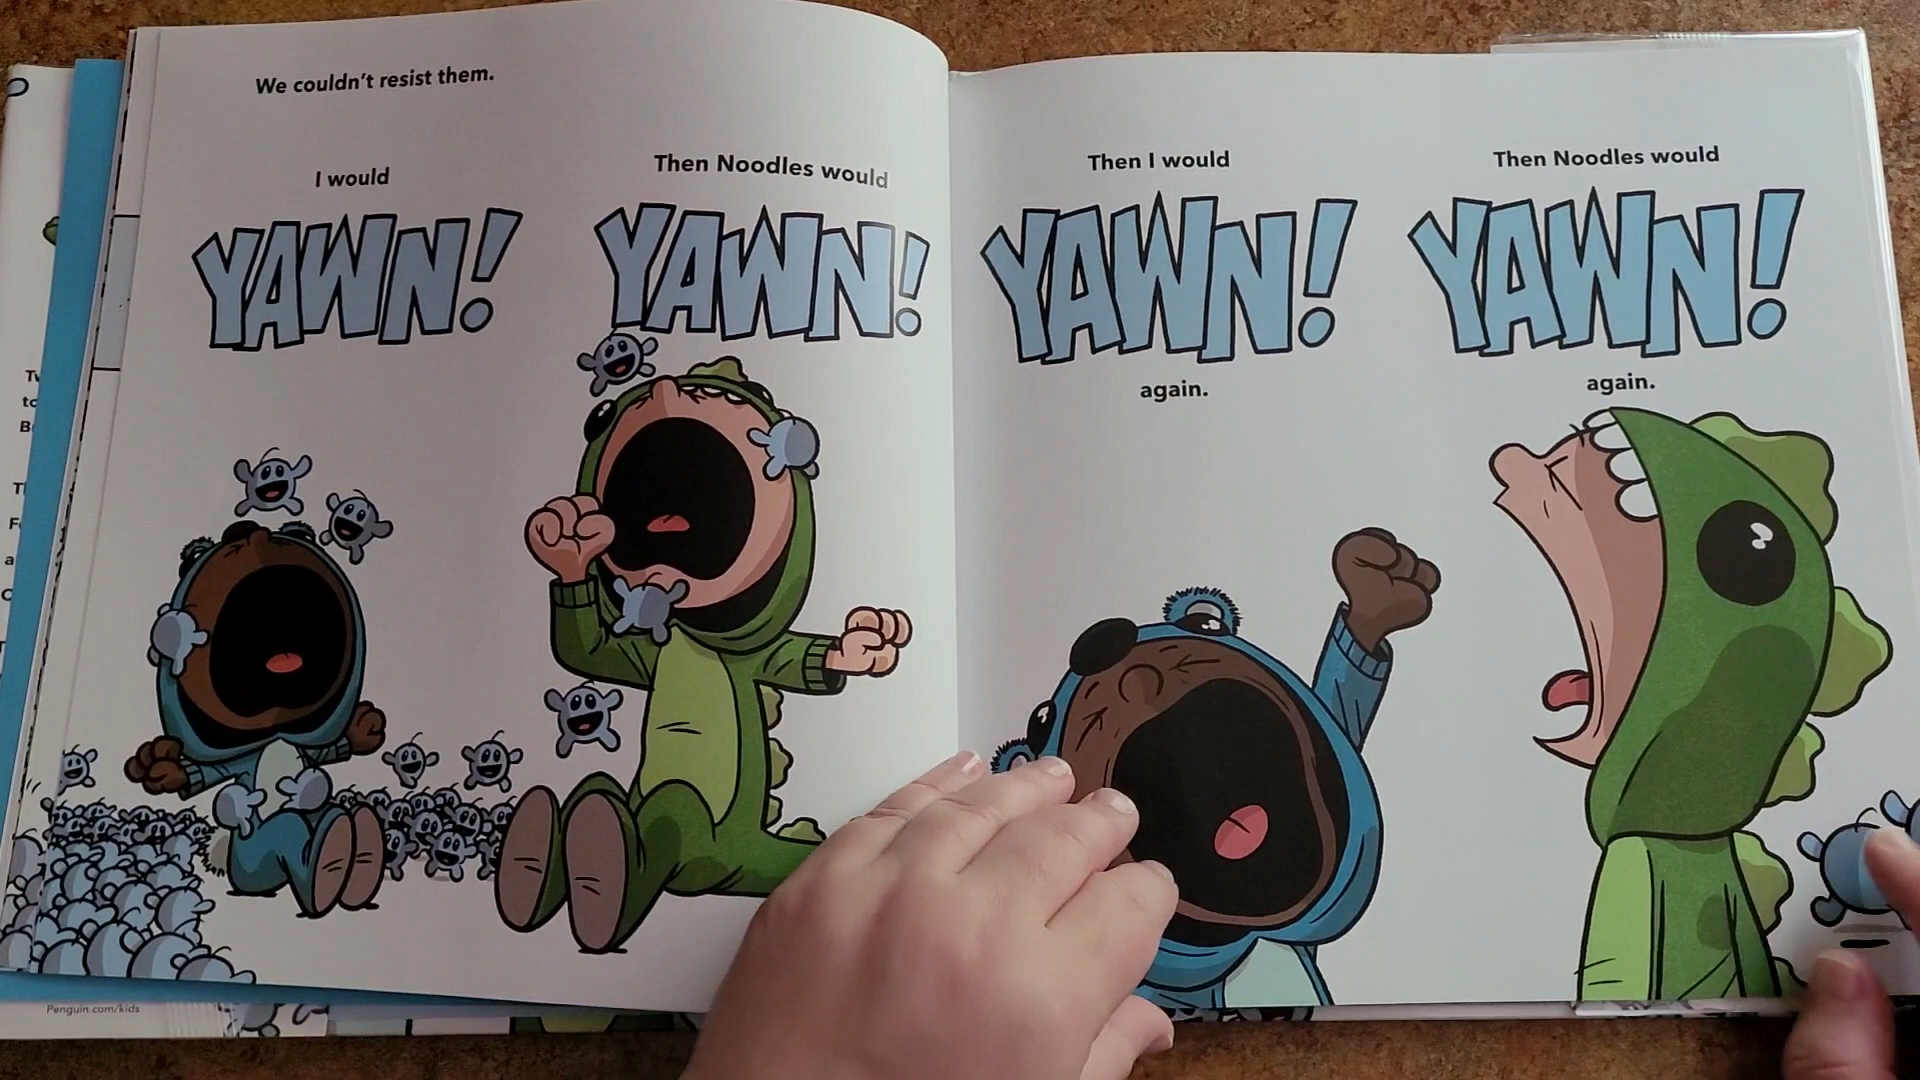 We couldn't resist them.
I would
YAWN!
Then Noodles would
YAWN!
Then I would
YAWN!
again.
Then Noodles would
YAWN!
again.
Penguin.com/kids